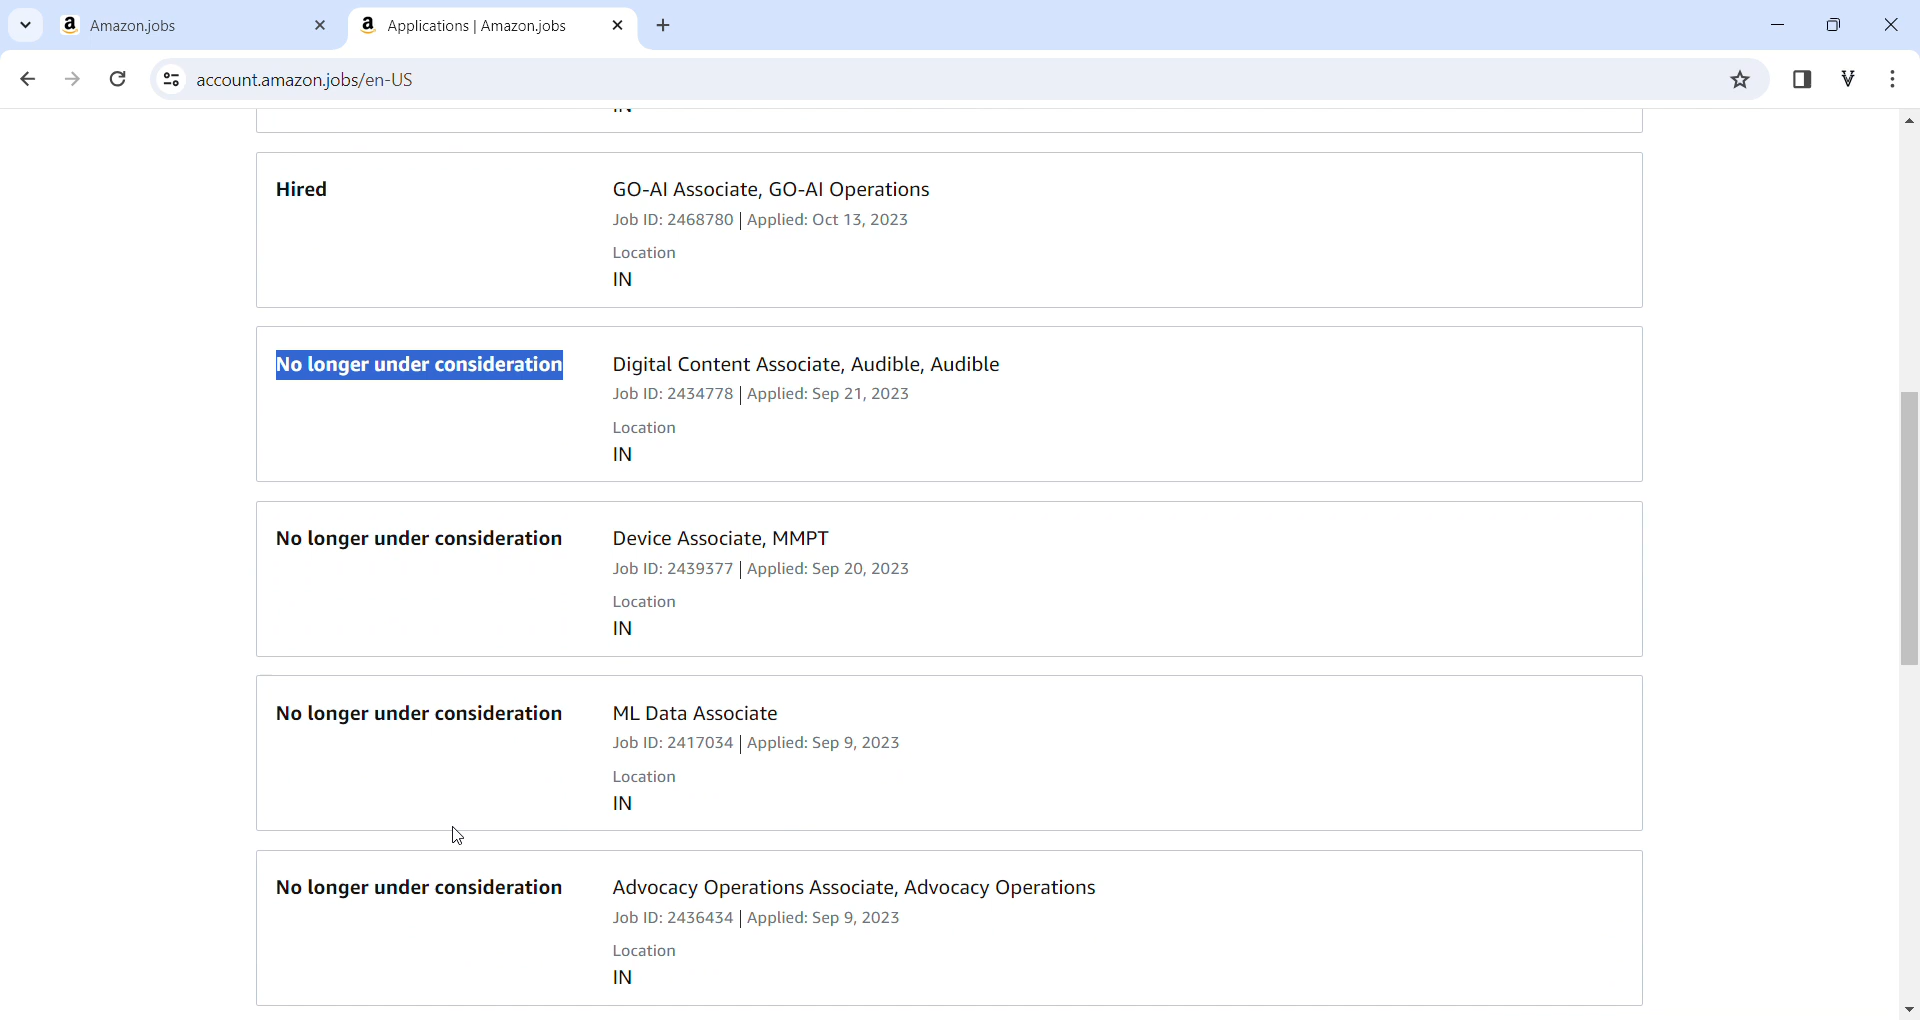 Amazon.jobs
Applications | Amazon.jobs
account.amazon.jobs/en-US
Hired
GO-AI Associate, GO-AI Operations
Job ID: 2468780 | Applied: Oct 13, 2023
Location
IN
No longer under consideration
Digital Content Associate, Audible, Audible
Job ID: 2434778 | Applied: Sep 21, 2023
Location
IN
No longer under consideration
Device Associate, MMPT
Job ID: 2439377 | Applied: Sep 20, 2023
Location
IN
No longer under consideration
ML Data Associate
Job ID: 2417034 | Applied: Sep 9, 2023
Location
IN
No longer under consideration
Advocacy Operations Associate, Advocacy Operations
Job ID: 2436434 | Applied: Sep 9, 2023
Location
IN